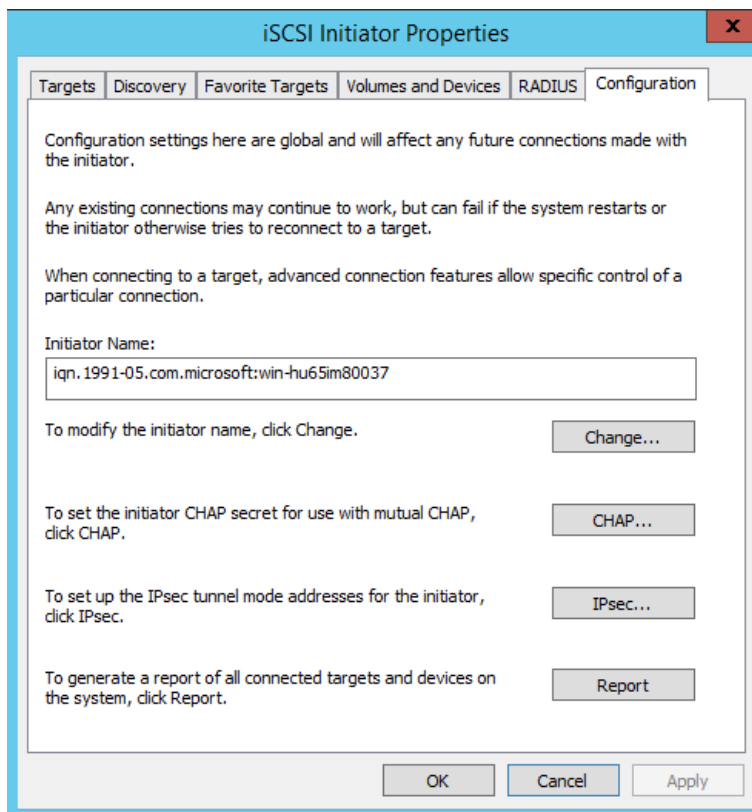 iSCSI Initiator Properties
x
Targets Discovery Favorite Targets Volumes and Devices RADIUS Configuration
Configuration settings here are global and will affect any future connections made with
the initiator.
Any existing connections may continue to work, but can fail if the system restarts or
the initiator otherwise tries to reconnect to a target.
When connecting to a target, advanced connection features allow specific control of a
particular connection.
Initiator Name:
iqn.1991-05.com.microsoft:win-hu65im80037
To modify the initiator name, click Change.
Change...
To set the initiator CHAP secret for use with mutual CHAP,
click CHAP.
CHAP...
To set up the IPsec tunnel mode addresses for the initiator,
click IPsec.
IPsec...
To generate a report of all connected targets and devices on
the system, click Report.
Report
OK Cancel Apply